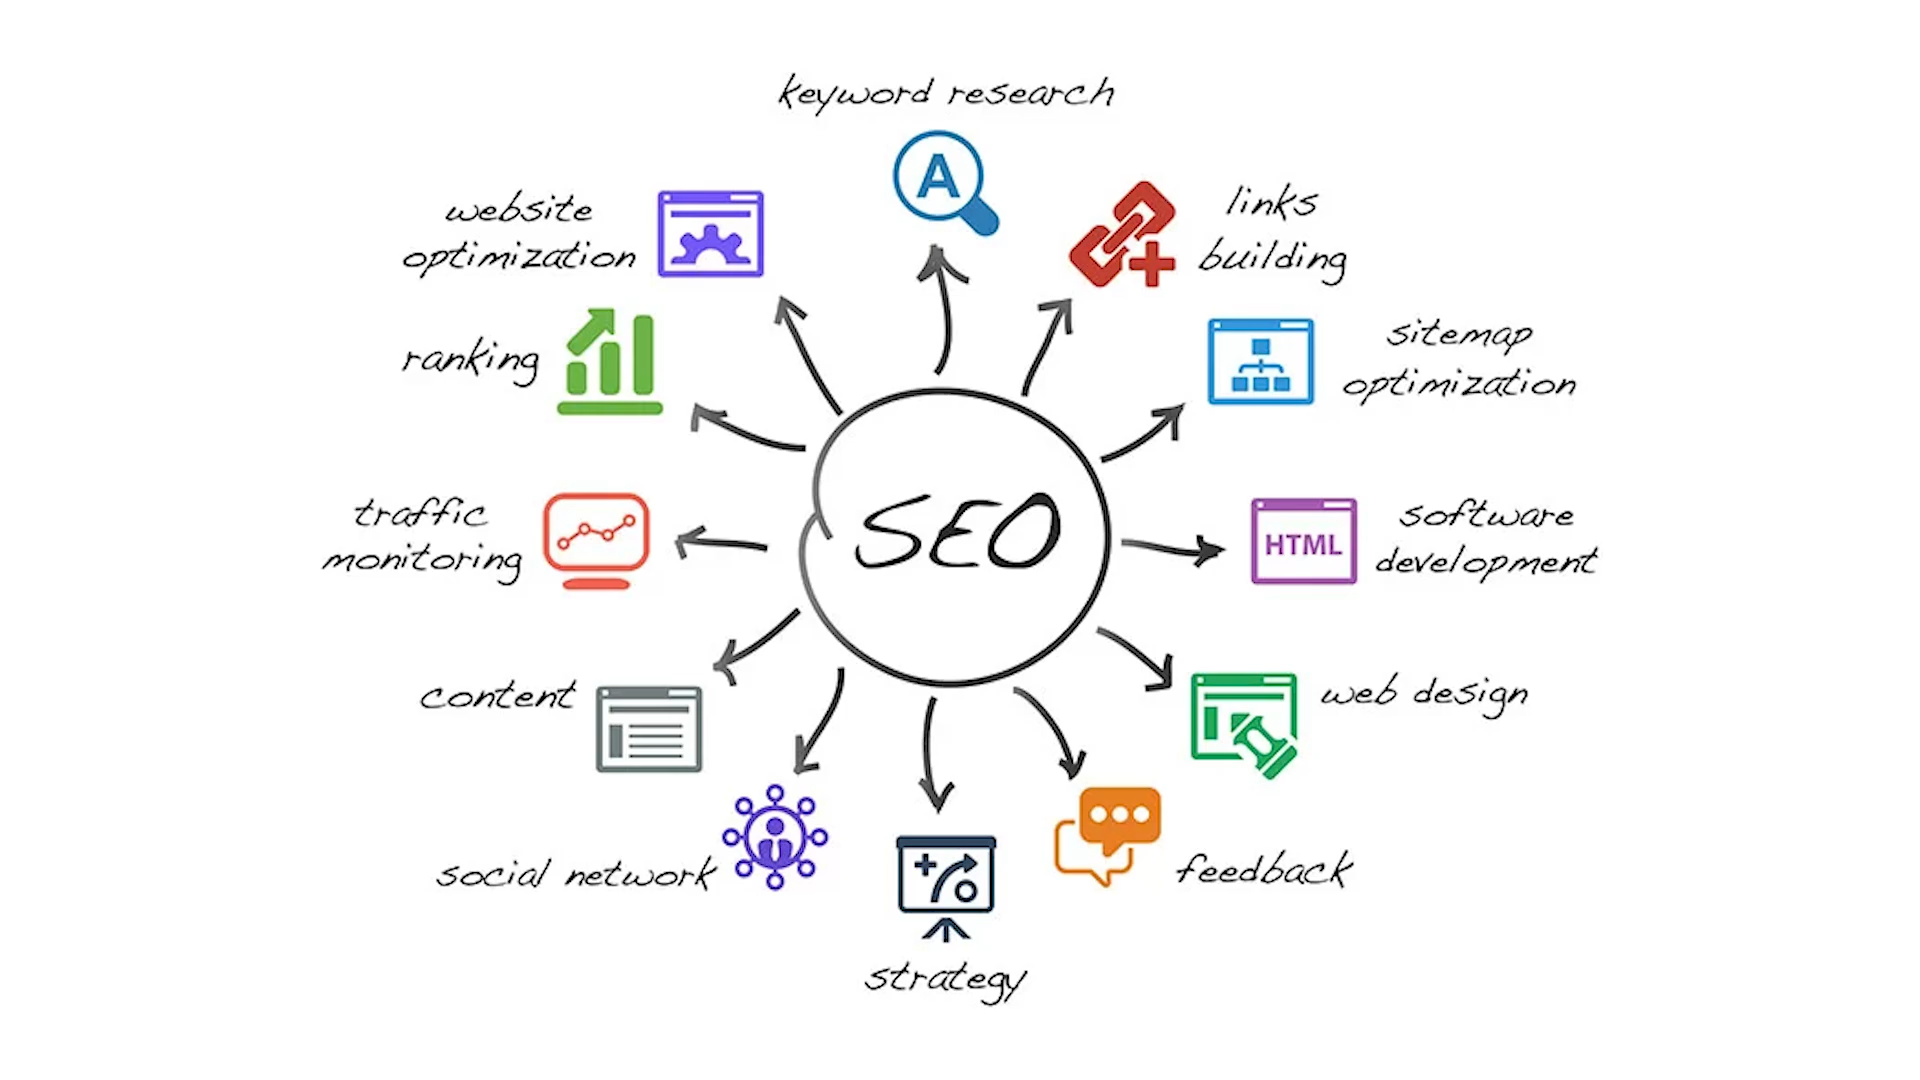 keyword research
A
links
building
sitemap
optimization
HTML
software
development
web design
feedback
strategy
social network
content
traffic
monitoring
ranking
website
optimization
SEO